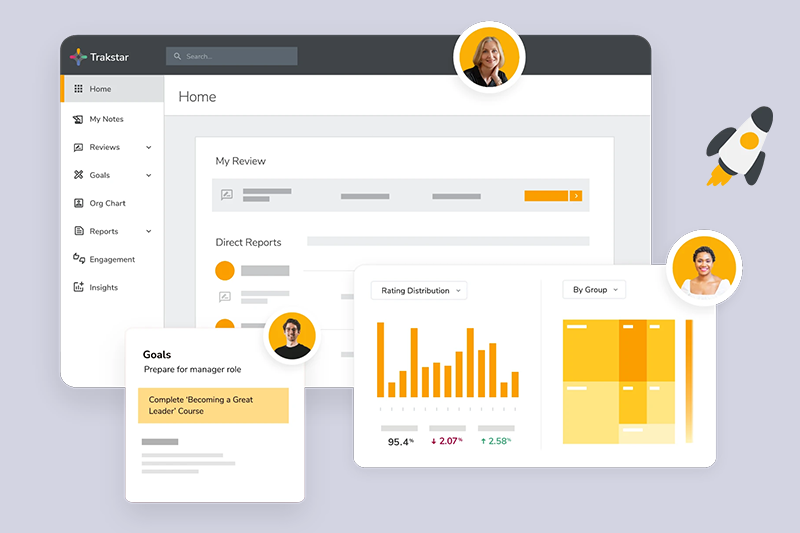 Trakstar
Search...
Home
Home
My Notes
Reviews
Goals
Org Chart
Reports
Engagement
Insights
My Review
Direct Reports
Rating Distribution
By Group
95.4%
2.07%
2.58%
Goals
Prepare for manager role
Complete 'Becoming a Great
Leader' Course